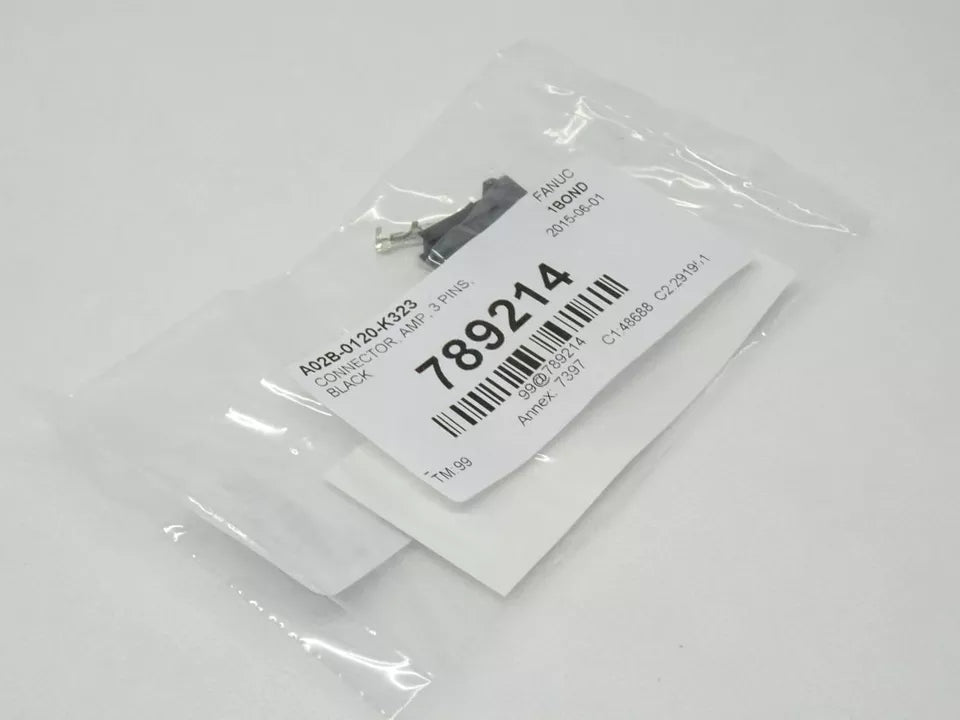 A02B-0120-K323
CONNECTOR, AMP, 3 PINS.
BLACK
FANUC
1BOND
2015-06-01
789214
99@789214
Annex. 7397
C1:48688
TM:99